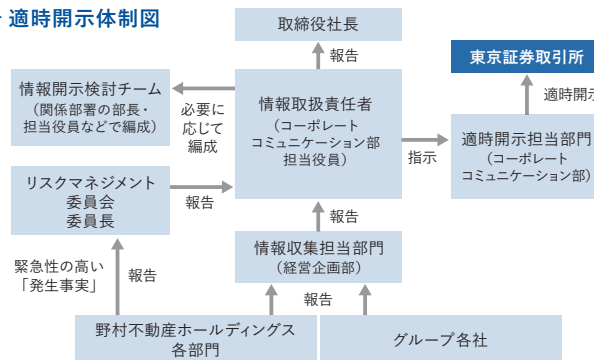 適時開示体制図
取締役社長
報告
東京証券取引所
適時開示
情報開示検討チーム
（関係部署の部長・
担当役員などで編成）
必要に
応じて
編成
情報取扱責任者
（コーポレート
コミュニケーション部
担当役員）
指示
適時開示担当部門
（コーポレート
コミュニケーション部）
リスクマネジメント
委員会
委員長
報告
報告
情報収集担当部門
（経営企画部）
緊急性の高い
「発生事実」
報告
報告
野村不動産ホールディングス
各部門
グループ各社